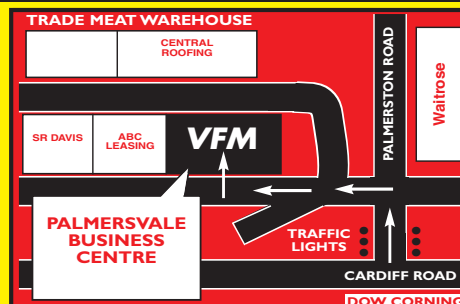 TRADE MEAT WAREHOUSE
CENTRAL
ROOFING
PALMERSTON ROAD
Waitrose
SR DAVIS
ABC
LEASING
VFM
PALMERSVALE
BUSINESS
CENTRE
TRAFFIC
LIGHTS
CARDIFF ROAD
DOW CORNING